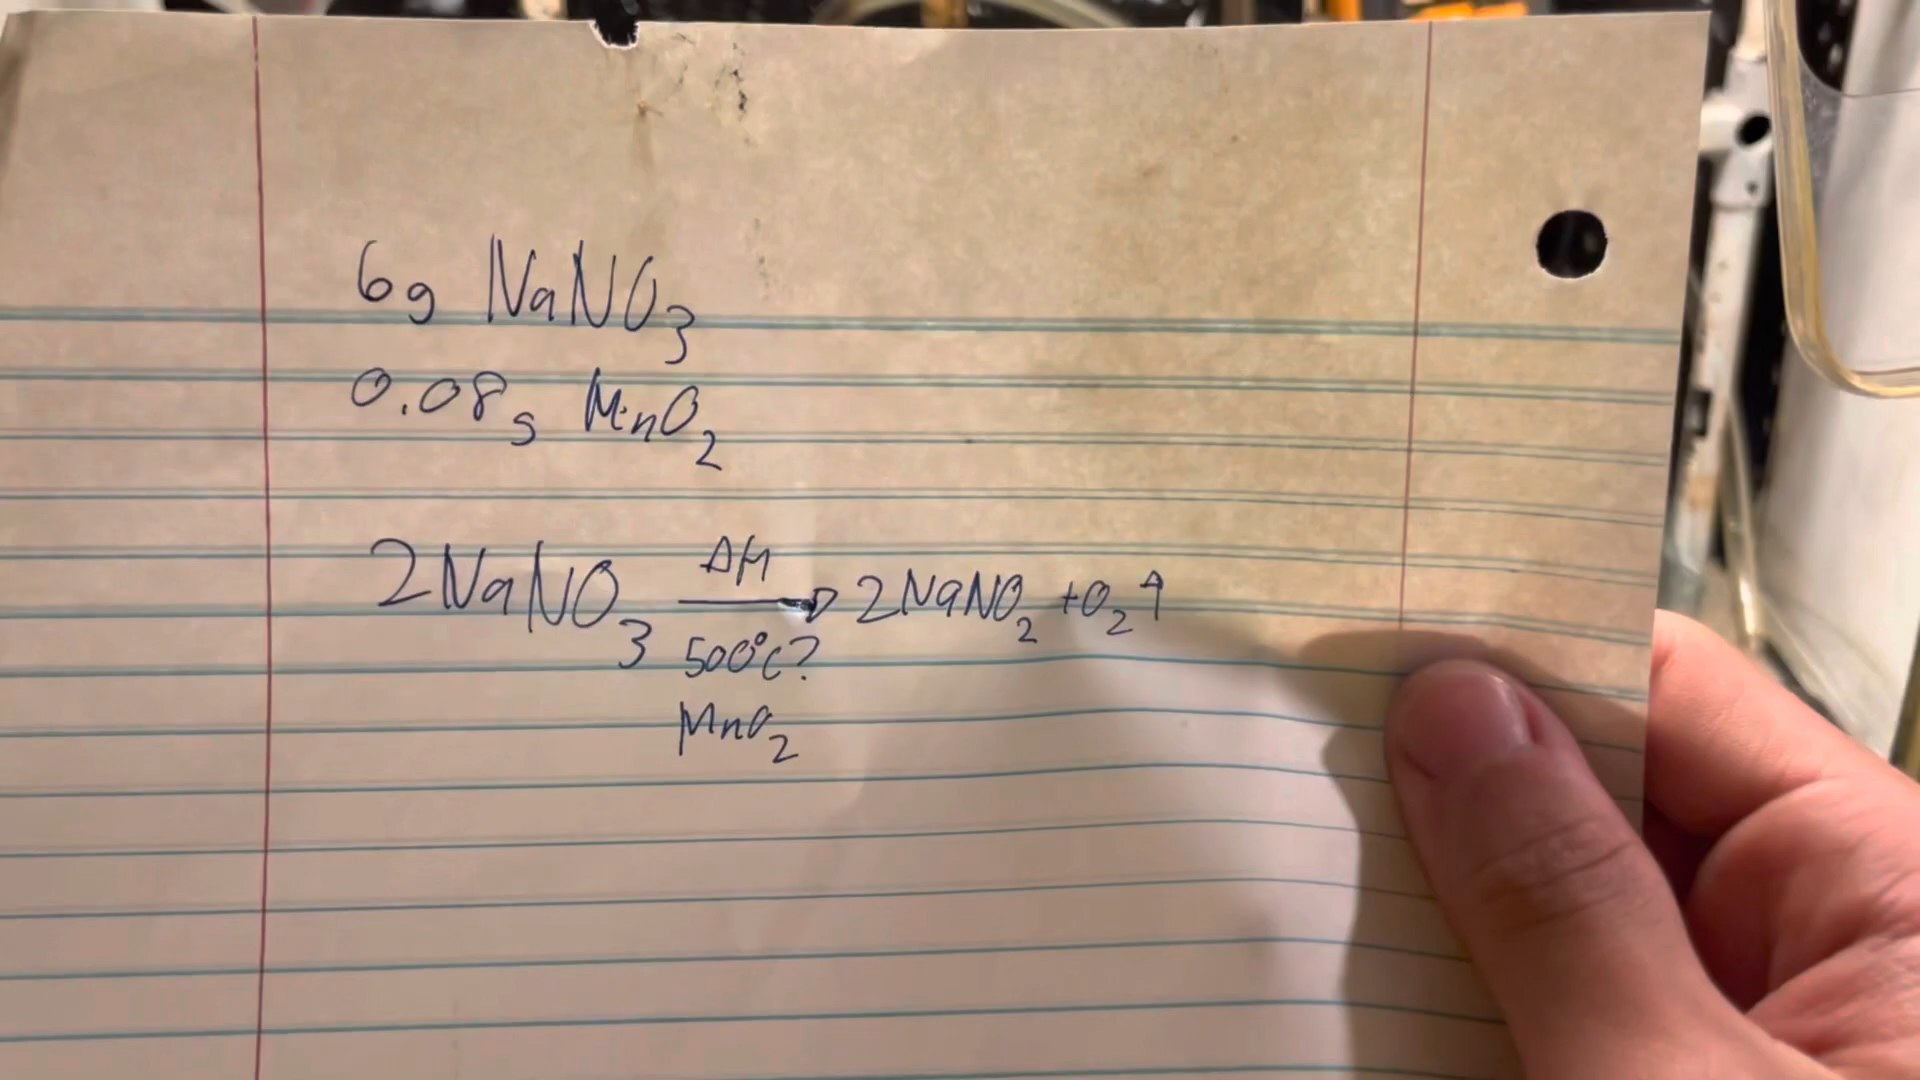 6g NaNO₃
0.08g MnO₂
2NaNO₃ ΔH → 2NaNO₂ + O₂↑
500°C?
MnO₂